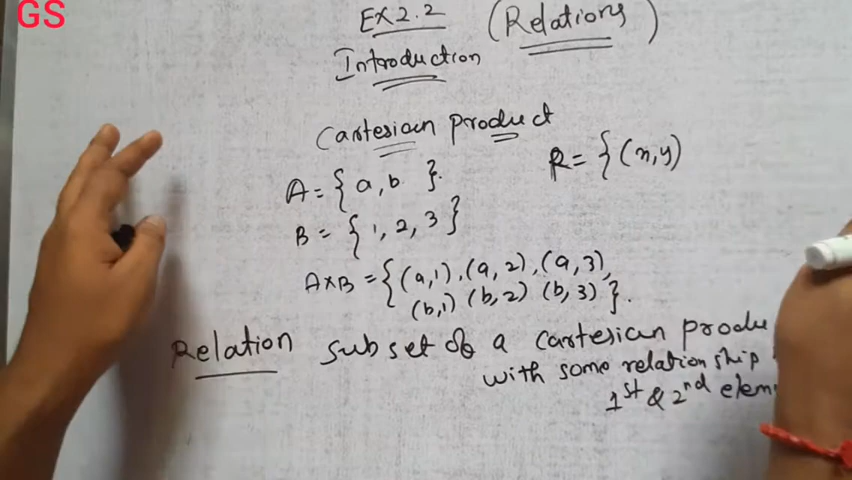 GS
EX 2.2 (Relations)
Introduction
Cartesian product
A = { a, b }.
R = { (x, y)
B = { 1, 2, 3 }
A×B = { (a,1), (a, 2), (a, 3),
(b,1) (b, 2) (b, 3) }.
Relation subset of a cartesian produ
with some relationship
1st & 2nd elem